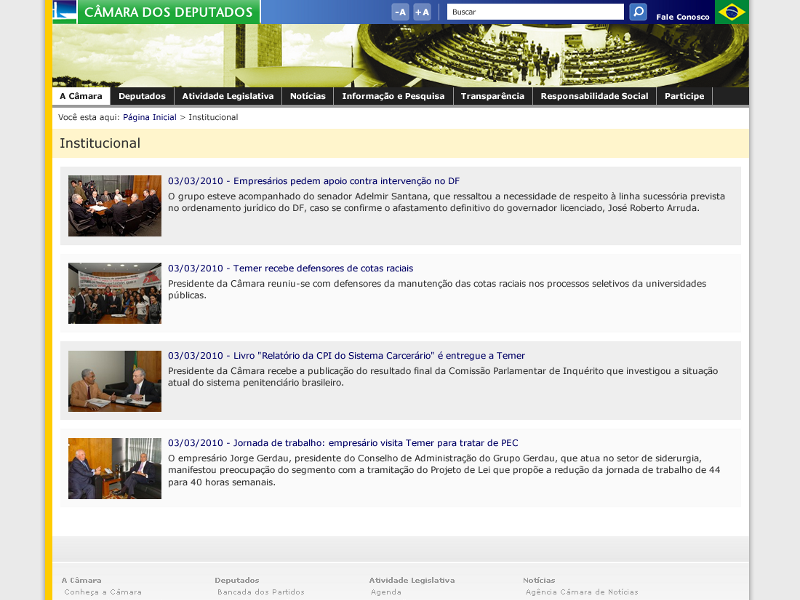 CÂMARA DOS DEPUTADOS
-A +A Buscar Fale Conosco
A Câmara Deputados Atividade Legislativa Notícias Informação e Pesquisa Transparência Responsabilidade Social Participe
Você esta aqui: Página Inicial > Institucional
Institucional
03/03/2010 - Empresários pedem apoio contra intervenção no DF
O grupo esteve acompanhado do senador Adelmir Santana, que ressaltou a necessidade de respeito à linha sucessória prevista
no ordenamento jurídico do DF, caso se confirme o afastamento definitivo do governador licenciado, José Roberto Arruda.
03/03/2010 - Temer recebe defensores de cotas raciais
Presidente da Câmara reuniu-se com defensores da manutenção das cotas raciais nos processos seletivos da universidades
públicas.
03/03/2010 - Livro "Relatório da CPI do Sistema Carcerário" é entregue a Temer
Presidente da Câmara recebe a publicação do resultado final da Comissão Parlamentar de Inquérito que investigou a situação
atual do sistema penitenciário brasileiro.
03/03/2010 - Jornada de trabalho: empresário visita Temer para tratar de PEC
O empresário Jorge Gerdau, presidente do Conselho de Administração do Grupo Gerdau, que atua no setor de siderurgia,
manifestou preocupação do segmento com a tramitação do Projeto de Lei que propõe a redução da jornada de trabalho de 44
para 40 horas semanais.
A Câmara Deputados Atividade Legislativa Notícias
Conheça a Câmara Bancada dos Partidos Agenda Agência Câmara de Notícias